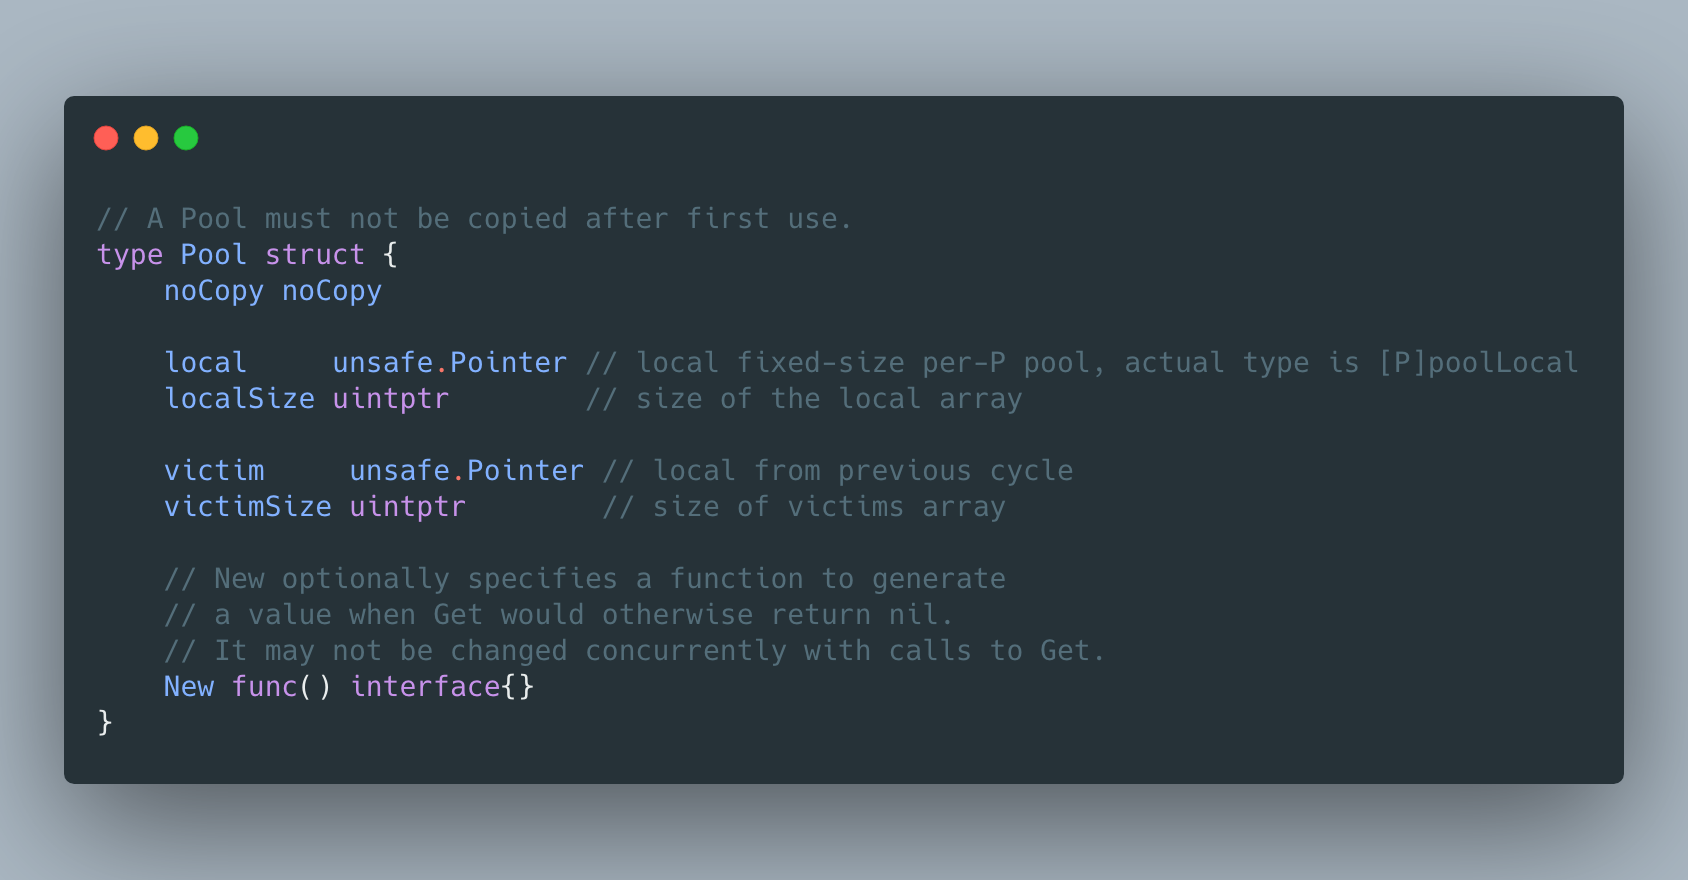 // A Pool must not be copied after first use.
type Pool struct {
    noCopy noCopy

    local     unsafe.Pointer // local fixed-size per-P pool, actual type is [P]poolLocal
    localSize uintptr        // size of the local array

    victim     unsafe.Pointer // local from previous cycle
    victimSize uintptr        // size of victims array

    // New optionally specifies a function to generate
    // a value when Get would otherwise return nil.
    // It may not be changed concurrently with calls to Get.
    New func() interface{}
}